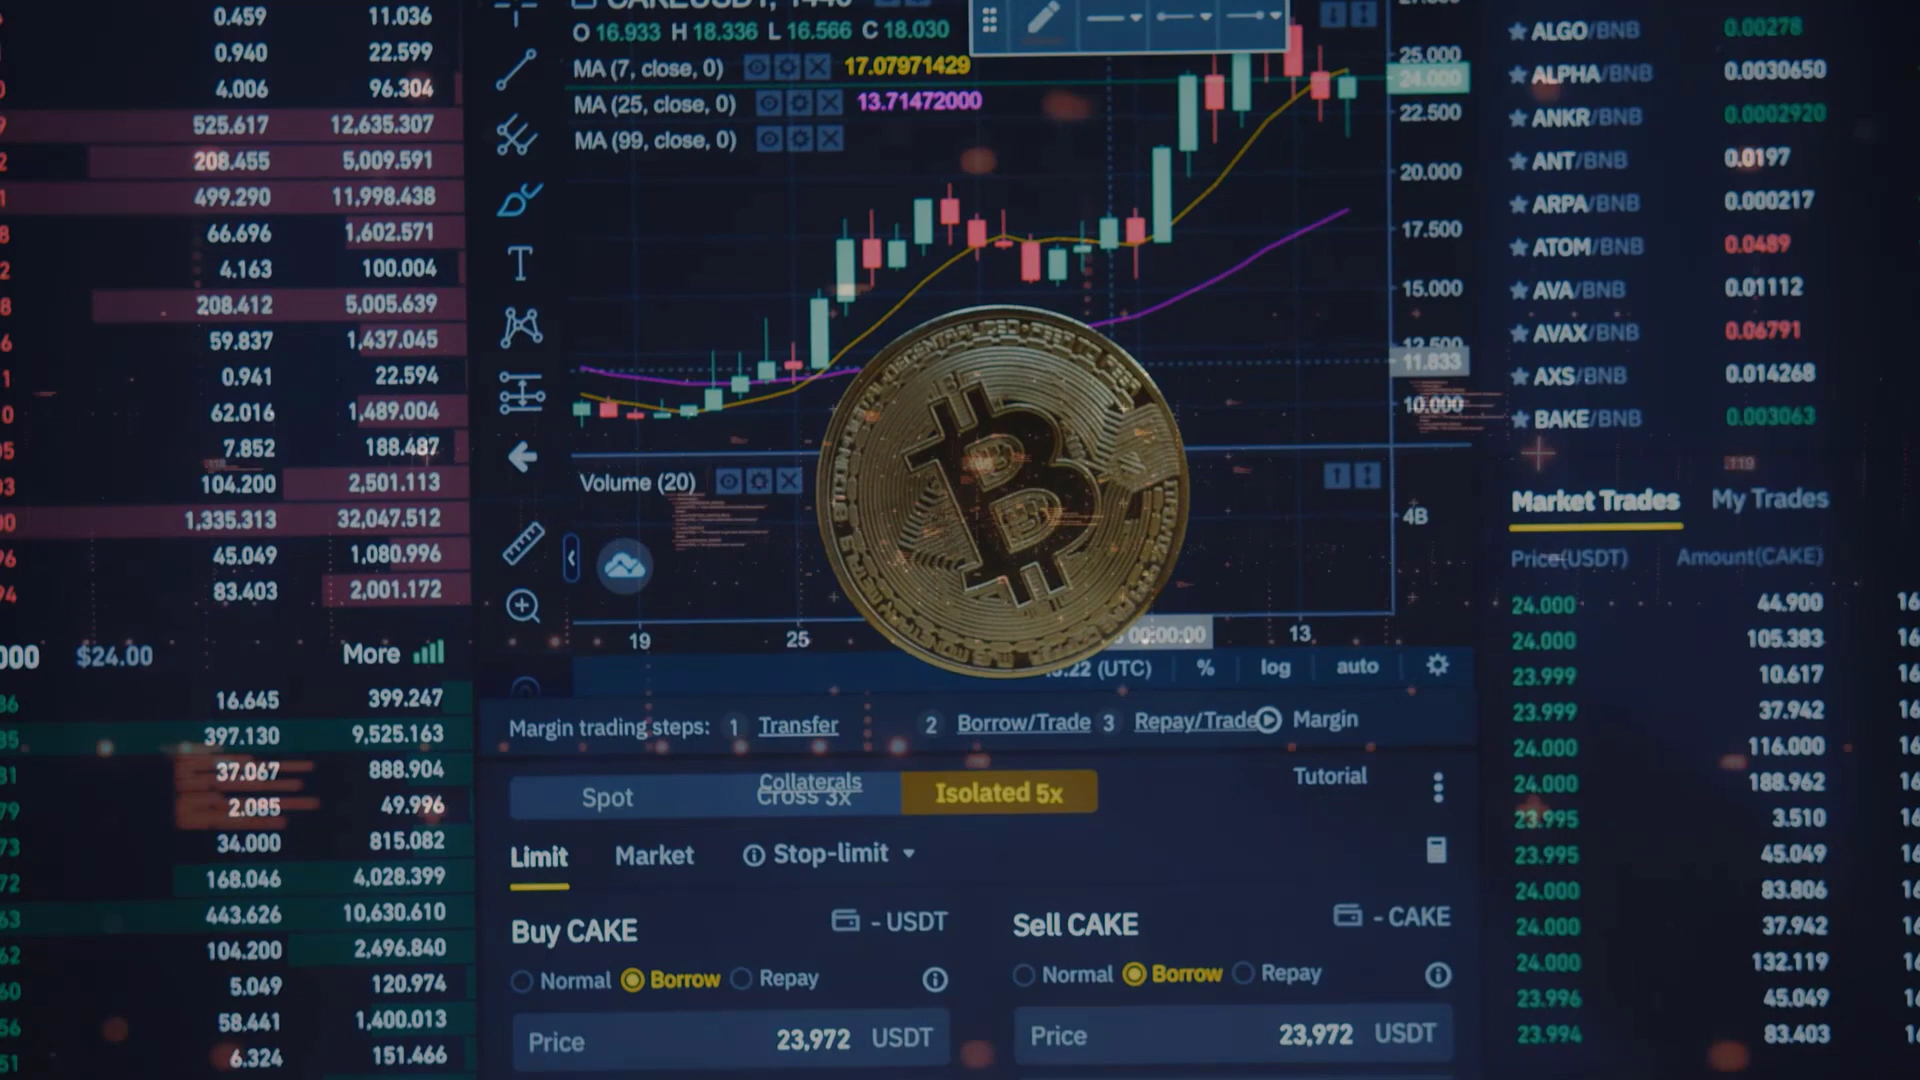 0.459 11.036
0.940 22.599
4.006 96.304
525.617 12,635.307
208.455 5,009.591
499.290 11,998.438
66.696 1,602.571
4.163 100.004
208.412 5,005.639
59.837 1,437.045
0.941 22.594
62.016 1,489.004
7.852 188.487
104.200 2,501.113
1,335.313 32,047.512
45.049 1,080.996
83.403 2,001.172
$24.00 More
16.645 399.247
397.130 9,525.163
37.067 888.904
2.085 49.996
34.000 815.082
168.046 4,028.399
443.626 10,630.610
104.200 2,496.840
5.049 120.974
58.441 1,400.013
6.324 151.466
O 16.933 H 18.336 L 16.566 C 18.030
MA (7, close, 0) 17.07971429
MA (25, close, 0) 13.71472000
MA (99, close, 0)
25.000
24.000
22.500
20.000
17.500
15.000
12.500
11.833
10.000
Volume (20)
4B
19 25 00:00:00 13
(UTC) % log auto
Margin trading steps: 1 Transfer 2 Borrow/Trade 3 Repay/Trade Margin
Collaterals Tutorial
Spot Cross 3x Isolated 5x
Limit Market Stop-limit
Buy CAKE - USDT
Normal Borrow Repay
Price 23,972 USDT
Sell CAKE - CAKE
Normal Borrow Repay
Price 23,972 USDT
ALGO/BNB 0.00278
ALPHA/BNB 0.0030650
ANKR/BNB 0.0002920
ANT/BNB 0.0197
ARPA/BNB 0.000217
ATOM/BNB 0.0489
AVA/BNB 0.01112
AVAX/BNB 0.06791
AXS/BNB 0.014268
BAKE/BNB 0.003063
Market Trades My Trades
Price(USDT) Amount(CAKE)
24.000 44.900
24.000 105.383
23.999 10.617
23.999 37.942
24.000 116.000
24.000 188.962
23.995 3.510
23.995 45.049
24.000 83.806
24.000 37.942
24.000 132.119
23.996 45.049
23.994 83.403